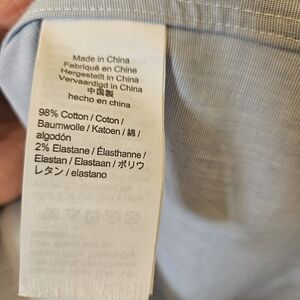 Made in China
Fabriqué en Chine
Hergestellt in China
Vervaardigd in China
中国製
hecho en china
98% Cotton / Coton /
Baumwolle / Katoen / 綿 /
algodón
2% Elastane / Élasthanne /
Elastan / Elastaan / ポリウ
レタン / elastano